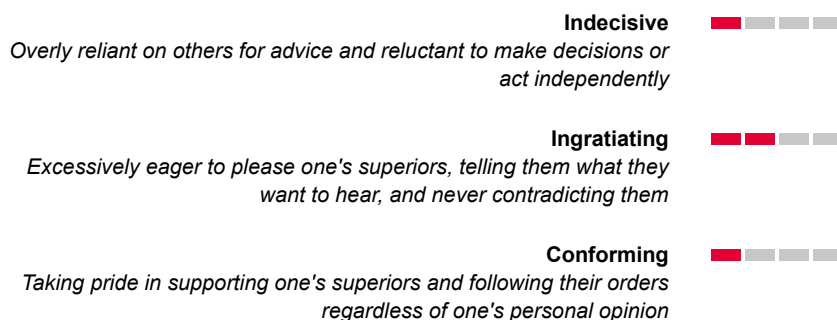 Indecisive
Overly reliant on others for advice and reluctant to make decisions or
act independently
Ingratiating
Excessively eager to please one's superiors, telling them what they
want to hear, and never contradicting them
Conforming
Taking pride in supporting one's superiors and following their orders
regardless of one's personal opinion